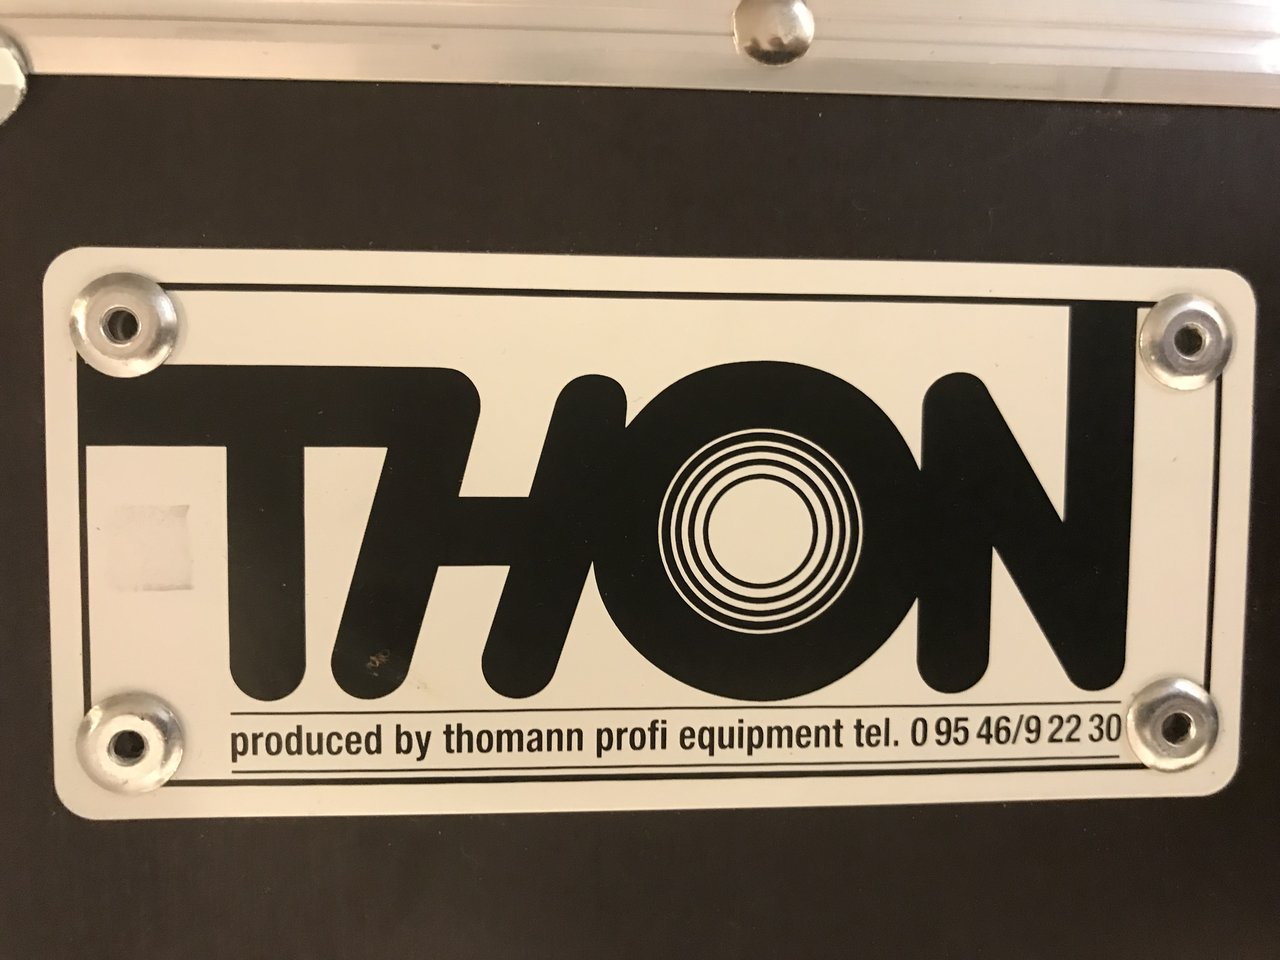 THON
produced by thomann profi equipment tel. 0 95 46/9 22 30